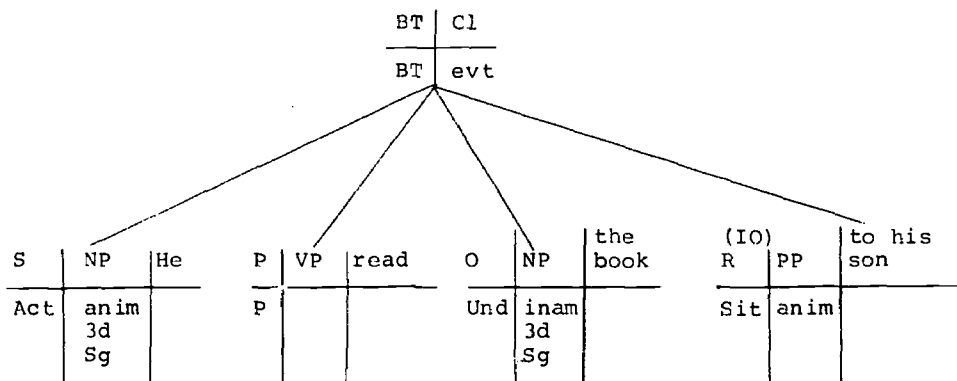 BT Cl
BT evt
the (IO) to his
S NP He P VP read O NP book R PP son
Act anim P Und inam Sit anim
3d 3d
Sg Sg